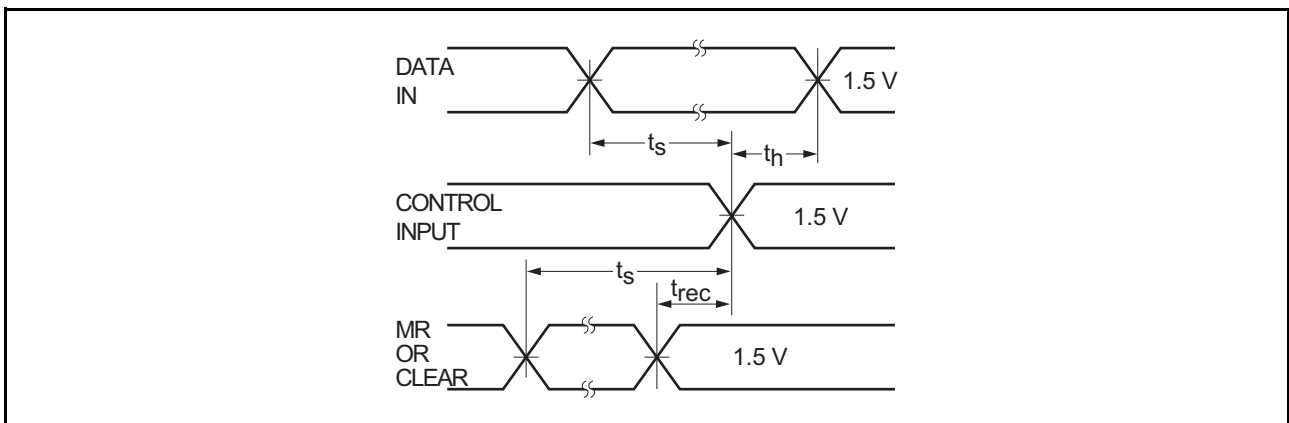 DATA
IN
1.5 V
ts
th
CONTROL
INPUT
1.5 V
ts
trec
MR
OR
CLEAR
1.5 V